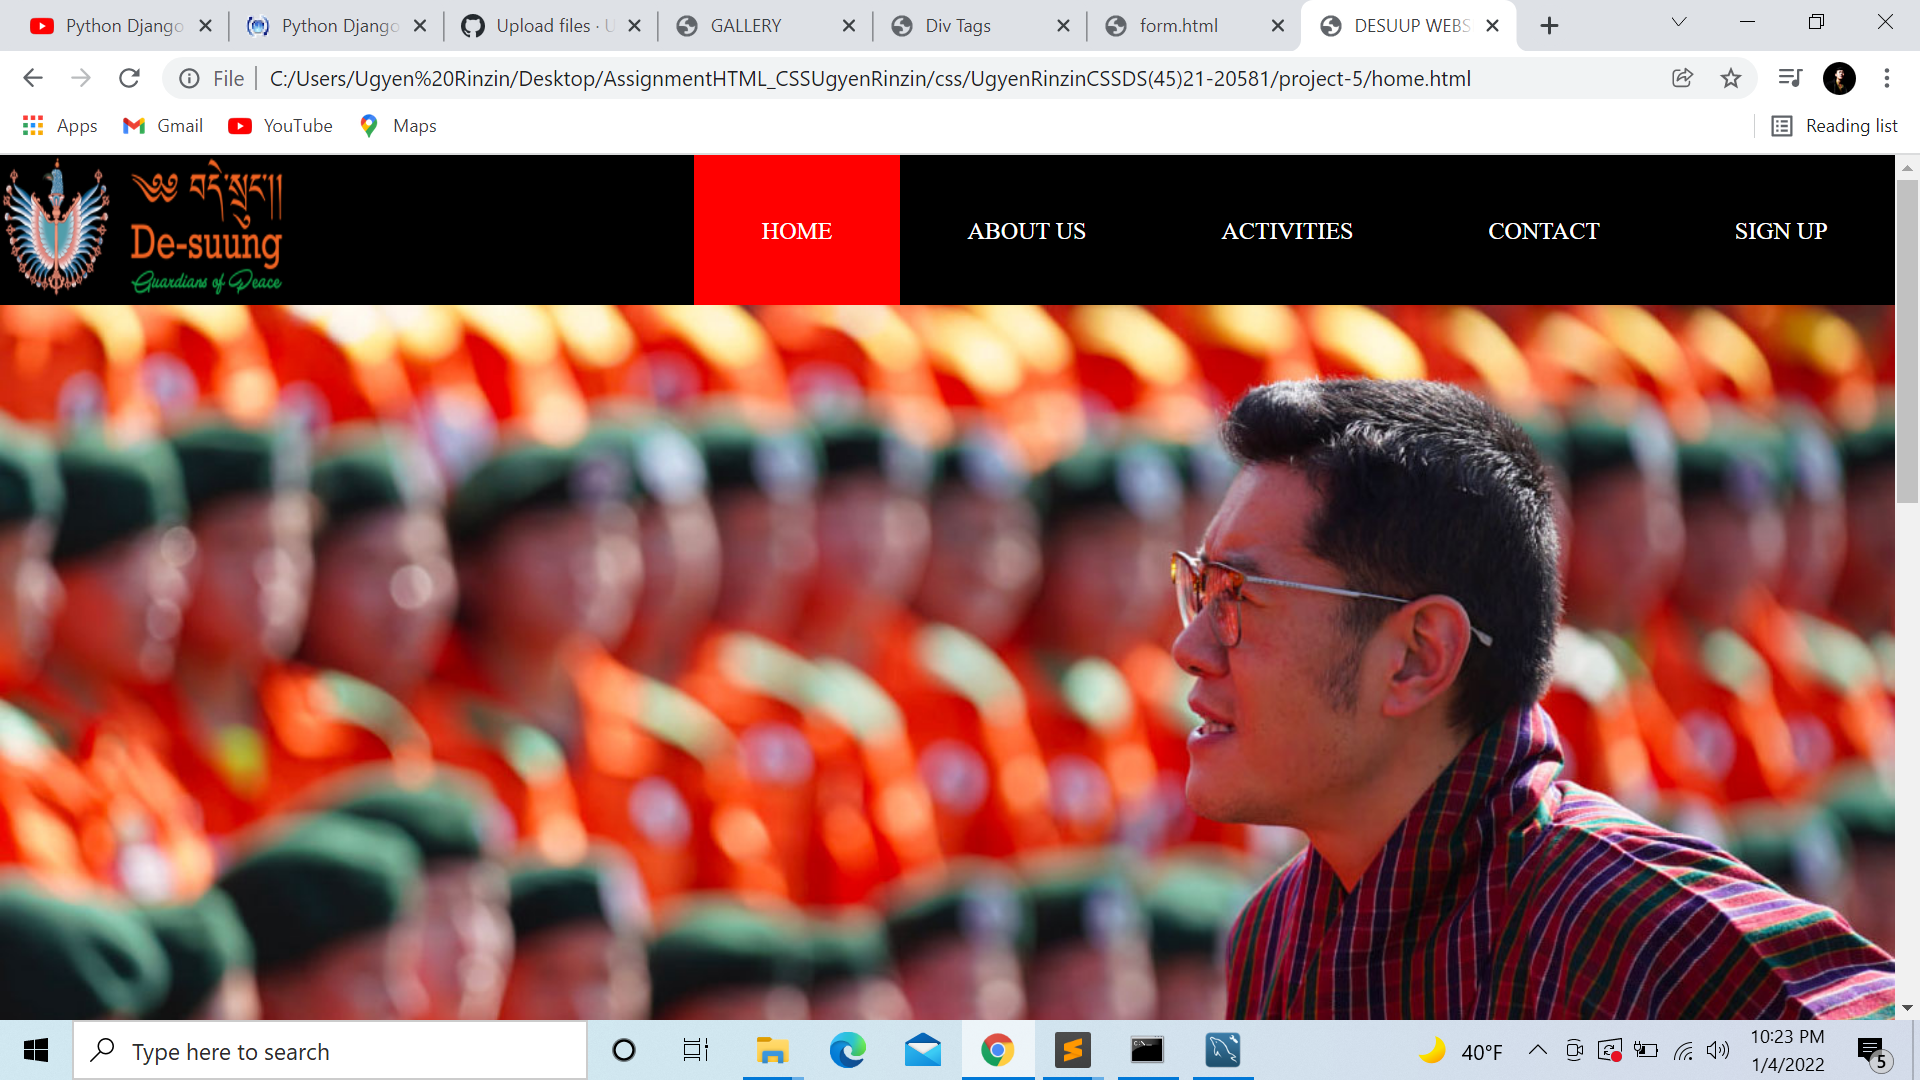 Python Django
Python Django
Upload files · U
GALLERY
Div Tags
form.html
DESUUP WEBS
File
C:/Users/Ugyen%20Rinzin/Desktop/AssignmentHTML_CSSUgyenRinzin/css/UgyenRinzinCSSDS(45)21-20581/project-5/home.html
Apps
Gmail
YouTube
Maps
Reading list
༄༅ བདེ་སྲུང༎
De-suung
Guardians of Peace
HOME
ABOUT US
ACTIVITIES
CONTACT
SIGN UP
Type here to search
40°F
10:23 PM
1/4/2022
5